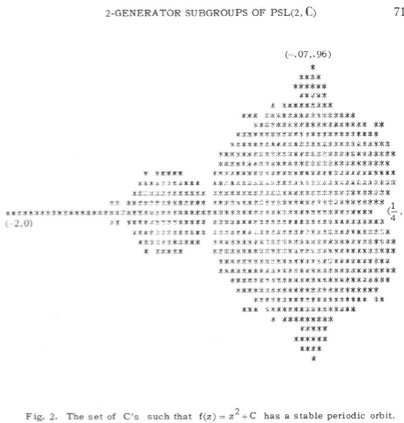 2-GENERATOR SUBGROUPS OF PSL(2, C)
71
(-.07,.96)
(1/4,
(-2,0)
Fig. 2. The set of C's such that f(z) = z² + C has a stable periodic orbit.